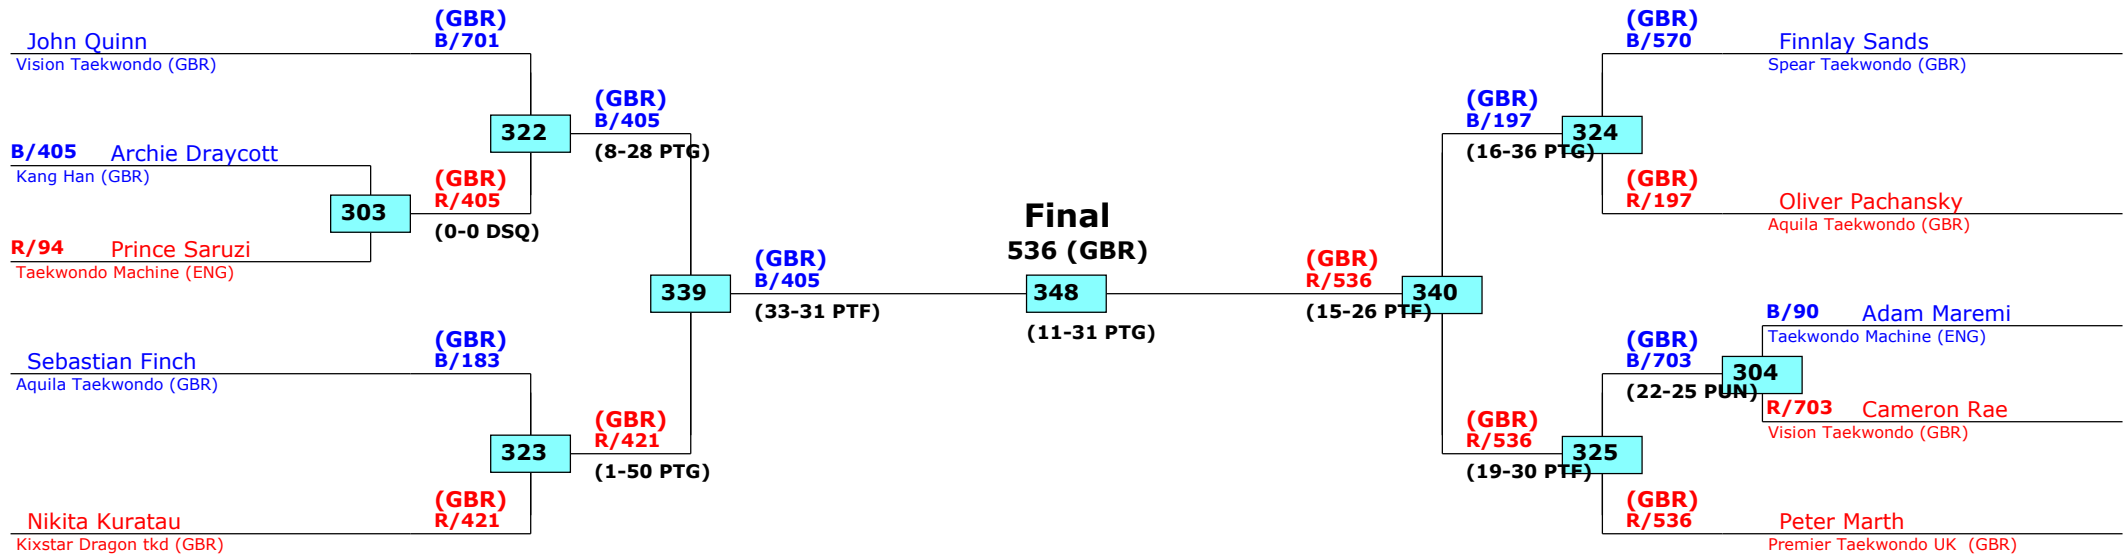 (GBR)
B/701
John Quinn
Vision Taekwondo (GBR)
322
(GBR)
B/405
(8-28 PTG)
B/405 Archie Draycott
Kang Han (GBR)
303
(GBR)
R/405
(0-0 DSQ)
R/94 Prince Saruzi
Taekwondo Machine (ENG)
339
(GBR)
B/405
(33-31 PTF)
(GBR)
B/183
Sebastian Finch
Aquila Taekwondo (GBR)
323
(GBR)
R/421
(1-50 PTG)
(GBR)
R/421
Nikita Kuratau
Kixstar Dragon tkd (GBR)
Final
536 (GBR)
348
(11-31 PTG)
(GBR)
R/536
340
(15-26 PTF)
(GBR)
B/197
324
(16-36 PTG)
(GBR)
B/570
Finnlay Sands
Spear Taekwondo (GBR)
(GBR)
R/197
Oliver Pachansky
Aquila Taekwondo (GBR)
B/90 Adam Maremi
Taekwondo Machine (ENG)
(GBR)
B/703
304
(22-25 PUN)
R/703 Cameron Rae
Vision Taekwondo (GBR)
(GBR)
R/536
325
(19-30 PTF)
(GBR)
R/536
Peter Marth
Premier Taekwondo UK (GBR)